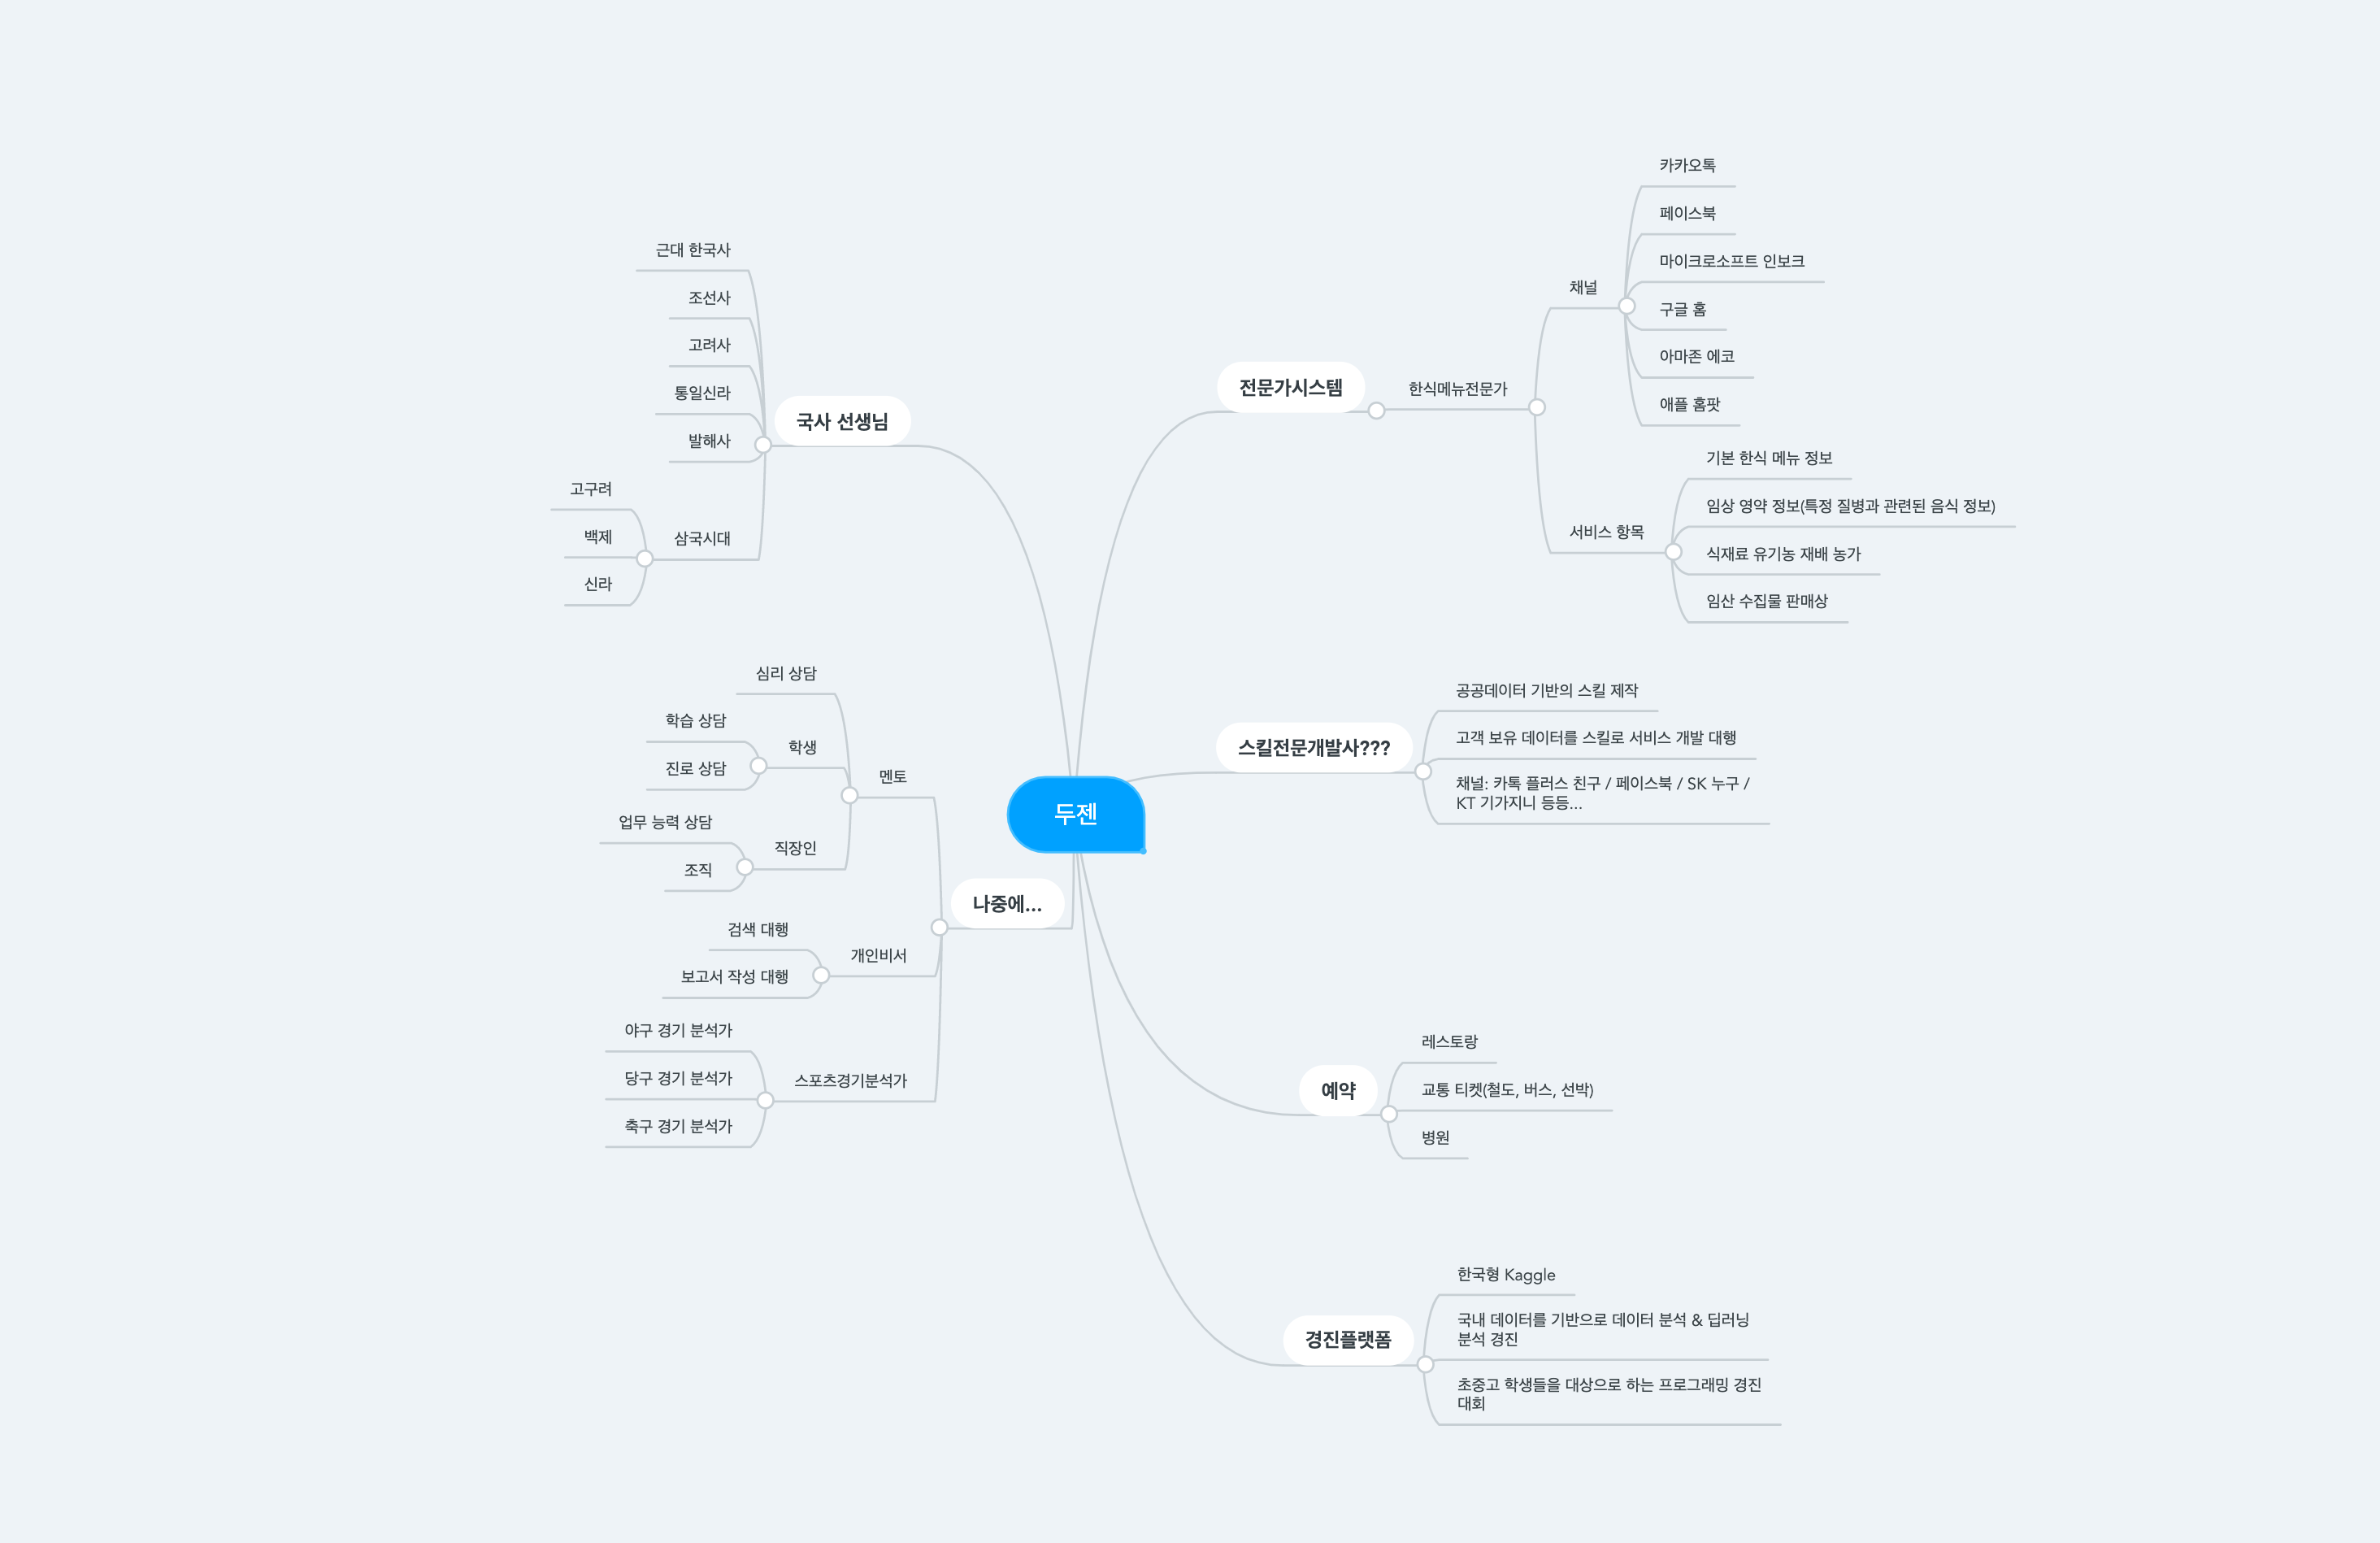 두젠
전문가시스템
한식메뉴전문가
채널
카카오톡
페이스북
마이크로소프트 인보크
구글 홈
아마존 에코
애플 홈팟
서비스 항목
기본 한식 메뉴 정보
임상 영약 정보(특정 질병과 관련된 음식 정보)
식재료 유기농 재배 농가
임산 수집물 판매상
스킬전문개발사???
공공데이터 기반의 스킬 제작
고객 보유 데이터를 스킬로 서비스 개발 대행
채널: 카톡 플러스 친구 / 페이스북 / SK 누구 /
KT 기가지니 등등...
예약
레스토랑
교통 티켓(철도, 버스, 선박)
병원
경진플랫폼
한국형 Kaggle
국내 데이터를 기반으로 데이터 분석 & 딥러닝
분석 경진
초중고 학생들을 대상으로 하는 프로그래밍 경진
대회
국사 선생님
근대 한국사
조선사
고려사
통일신라
발해사
삼국시대
고구려
백제
신라
나중에...
멘토
심리 상담
학생
학습 상담
진로 상담
직장인
업무 능력 상담
조직
개인비서
검색 대행
보고서 작성 대행
스포츠경기분석가
야구 경기 분석가
당구 경기 분석가
축구 경기 분석가